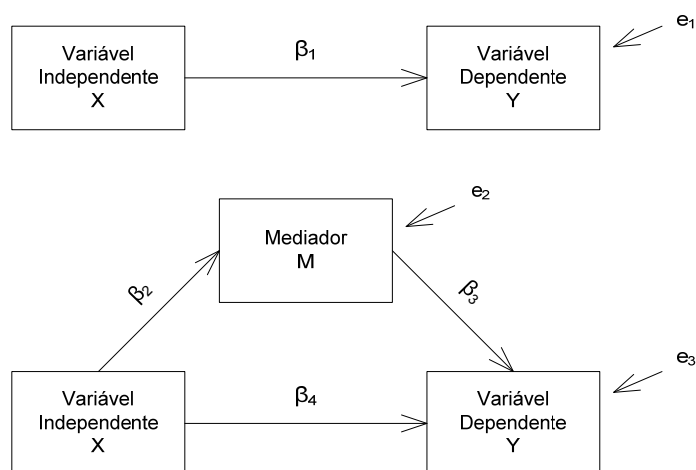 e₁
Variável
Independente
X
β₁
Variável
Dependente
Y
e₂
Mediador
M
β₂
β₃
e₃
Variável
Independente
X
β₄
Variável
Dependente
Y